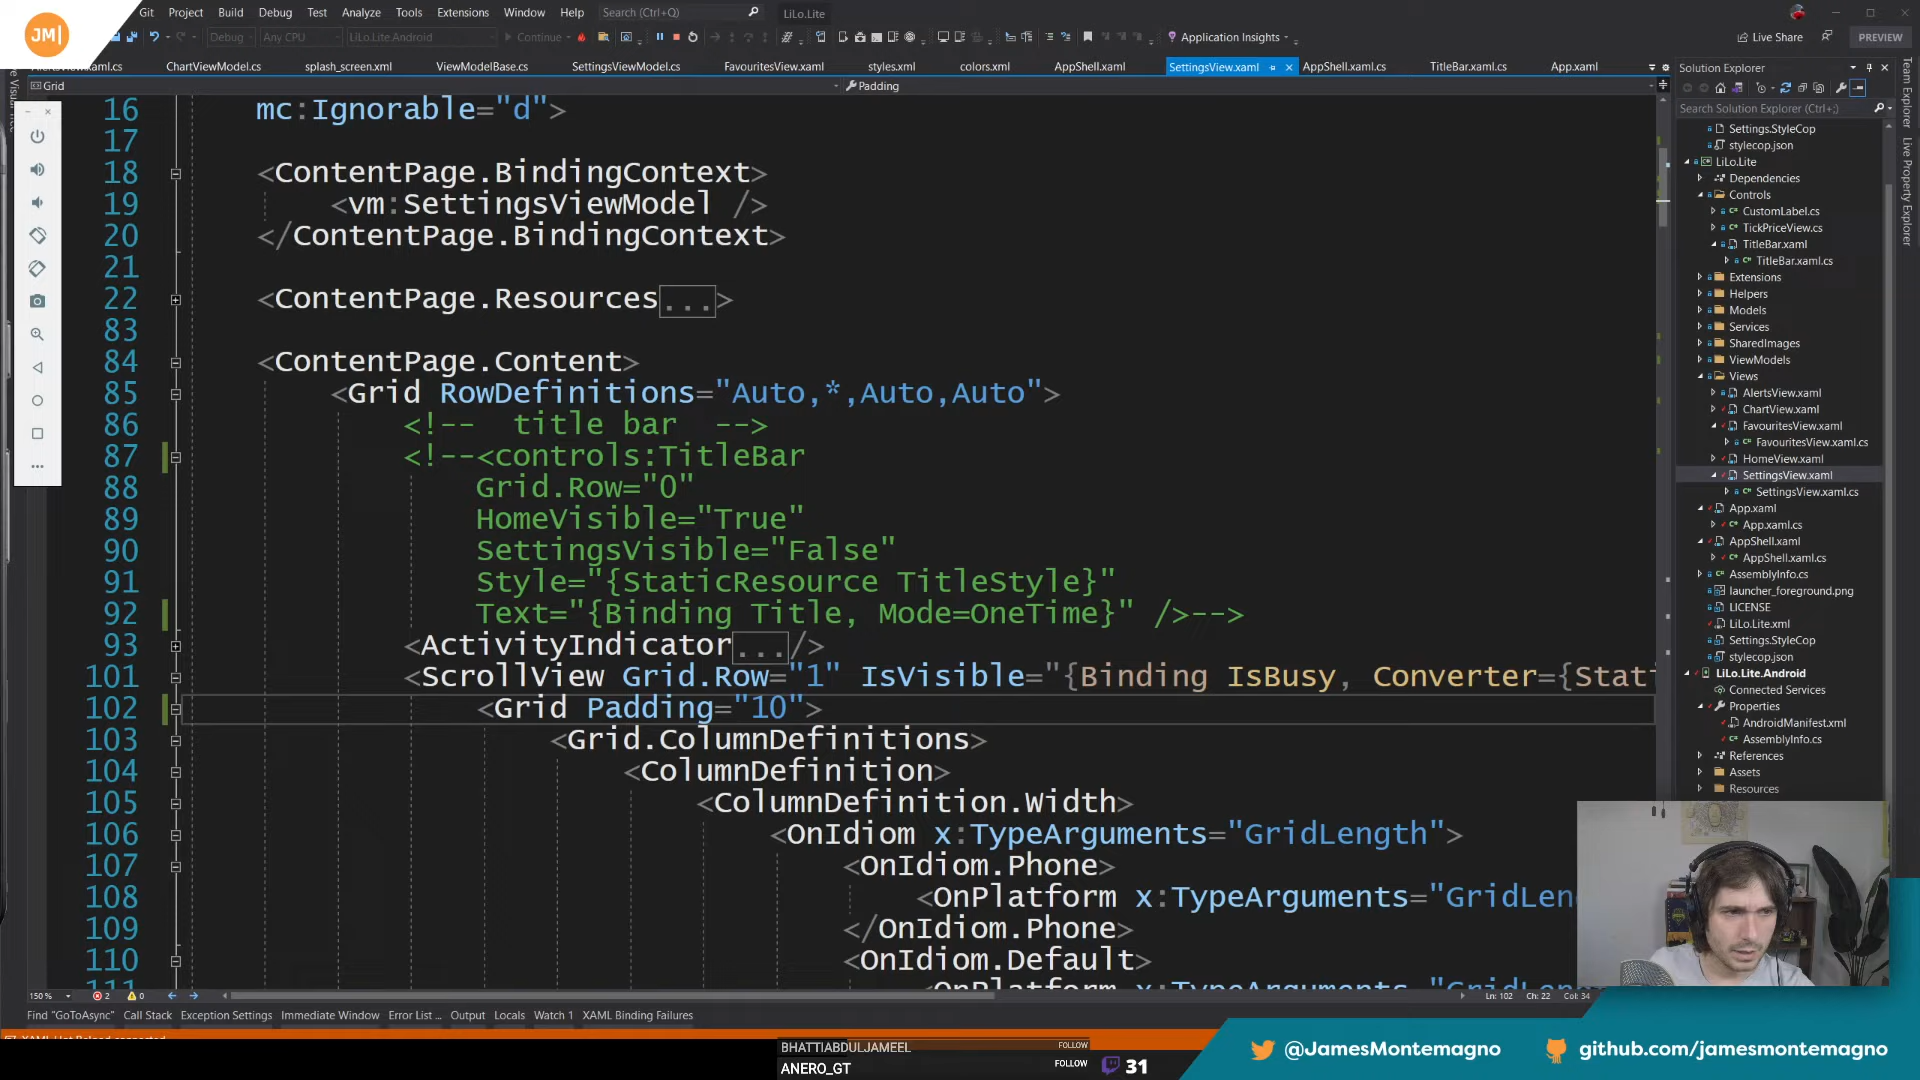 JM|
Git Project Build Debug Test Analyze Tools Extensions Window Help Search (Ctrl+Q) LiLo.Lite
Debug Any CPU LiLo.Lite.Android Continue Application Insights Live Share PREVIEW
ChartViewModel.cs splash_screen.xml ViewModelBase.cs SettingsViewModel.cs FavouritesView.xaml styles.xml colors.xml AppShell.xaml SettingsView.xaml AppShell.xaml.cs TitleBar.xaml.cs App.xaml
Grid Padding
16 mc:Ignorable="d">
17
18 <ContentPage.BindingContext>
19 <vm:SettingsViewModel />
20 </ContentPage.BindingContext>
21
22 <ContentPage.Resources...>
83
84 <ContentPage.Content>
85 <Grid RowDefinitions="Auto,*,Auto,Auto">
86 <!-- title bar -->
87 <!--<controls:TitleBar
88 Grid.Row="0"
89 HomeVisible="True"
90 SettingsVisible="False"
91 Style="{StaticResource TitleStyle}"
92 Text="{Binding Title, Mode=OneTime}" />-->
93 <ActivityIndicator.../>
101 <ScrollView Grid.Row="1" IsVisible="{Binding IsBusy, Converter={Stati
102 <Grid Padding="10">
103 <Grid.ColumnDefinitions>
104 <ColumnDefinition>
105 <ColumnDefinition.Width>
106 <OnIdiom x:TypeArguments="GridLength">
107 <OnIdiom.Phone>
108 <OnPlatform x:TypeArguments="GridLen
109 </OnIdiom.Phone>
110 <OnIdiom.Default>
111 <OnPlatform x:TypeArguments="GridLeng
150 % 2 0 Ln: 102 Ch: 22 Col: 34
Find "GoToAsync" Call Stack Exception Settings Immediate Window Error List ... Output Locals Watch 1 XAML Binding Failures
Solution Explorer
Search Solution Explorer (Ctrl+;)
Settings.StyleCop
stylecop.json
LiLo.Lite
Dependencies
Controls
CustomLabel.cs
TickPriceView.cs
TitleBar.xaml
TitleBar.xaml.cs
Extensions
Helpers
Models
Services
SharedImages
ViewModels
Views
AlertsView.xaml
ChartView.xaml
FavouritesView.xaml
FavouritesView.xaml.cs
HomeView.xaml
SettingsView.xaml
SettingsView.xaml.cs
App.xaml
App.xaml.cs
AppShell.xaml
AppShell.xaml.cs
AssemblyInfo.cs
launcher_foreground.png
LICENSE
LiLo.Lite.xml
Settings.StyleCop
stylecop.json
LiLo.Lite.Android
Connected Services
Properties
AndroidManifest.xml
AssemblyInfo.cs
References
Assets
Resources
Team Explorer
Live Property Explorer
BHATTIABDULJAMEEL FOLLOW
ANERO_GT FOLLOW
31
@JamesMontemagno
github.com/jamesmontemagno